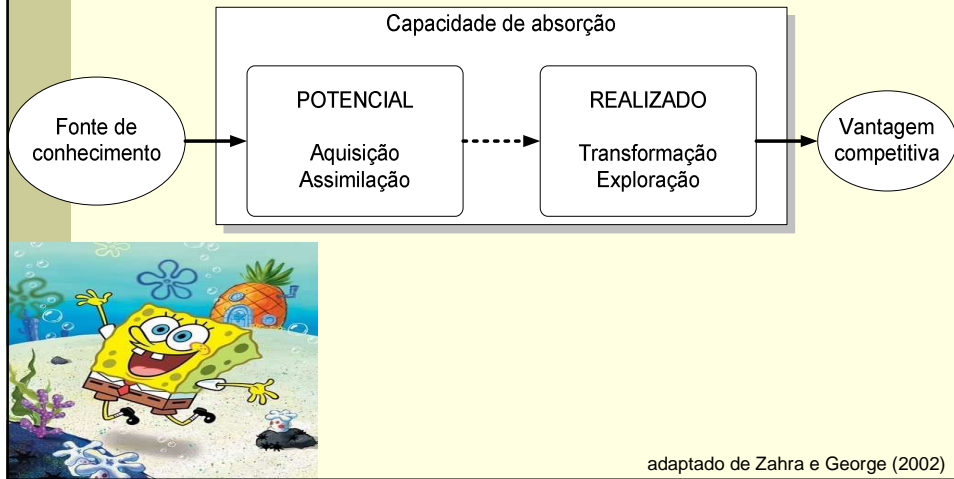 Capacidade de absorção
Fonte de
conhecimento
POTENCIAL
Aquisição
Assimilação
REALIZADO
Transformação
Exploração
Vantagem
competitiva
adaptado de Zahra e George (2002)